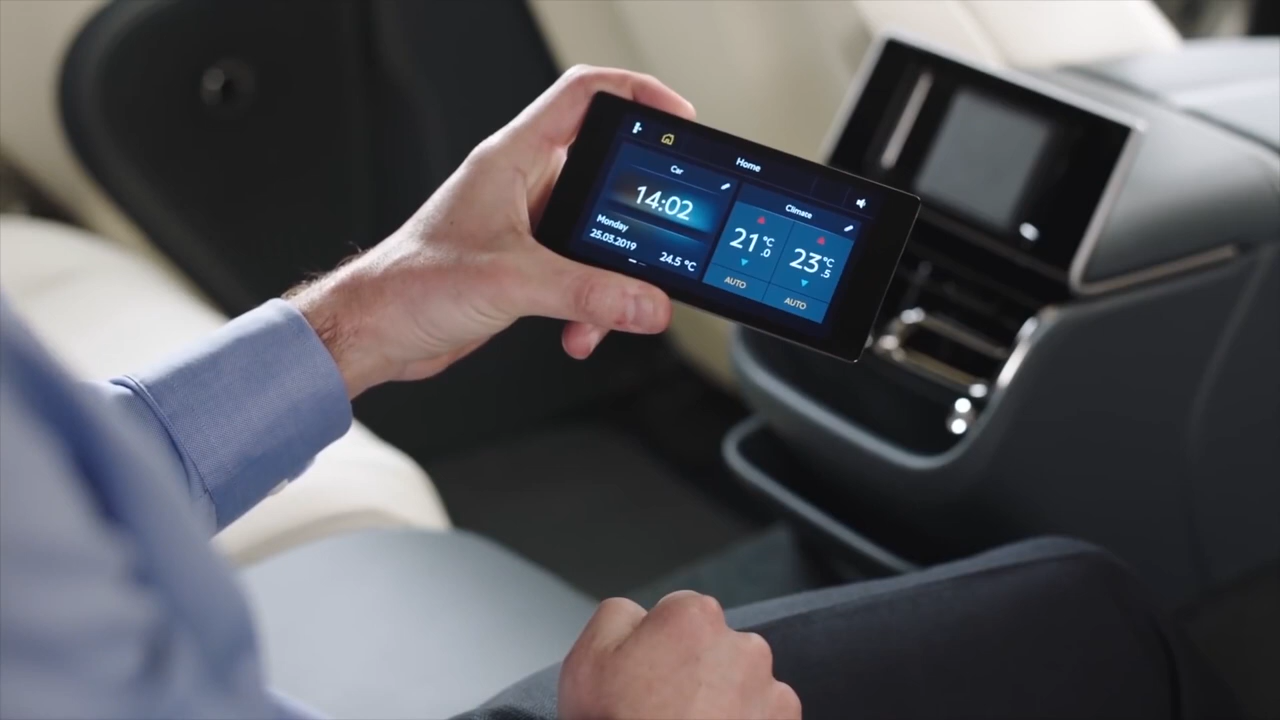 Home
Car
14:02
Monday
25.03.2019
24.5 °C
Climate
21.0 °C
23.5 °C
AUTO
AUTO